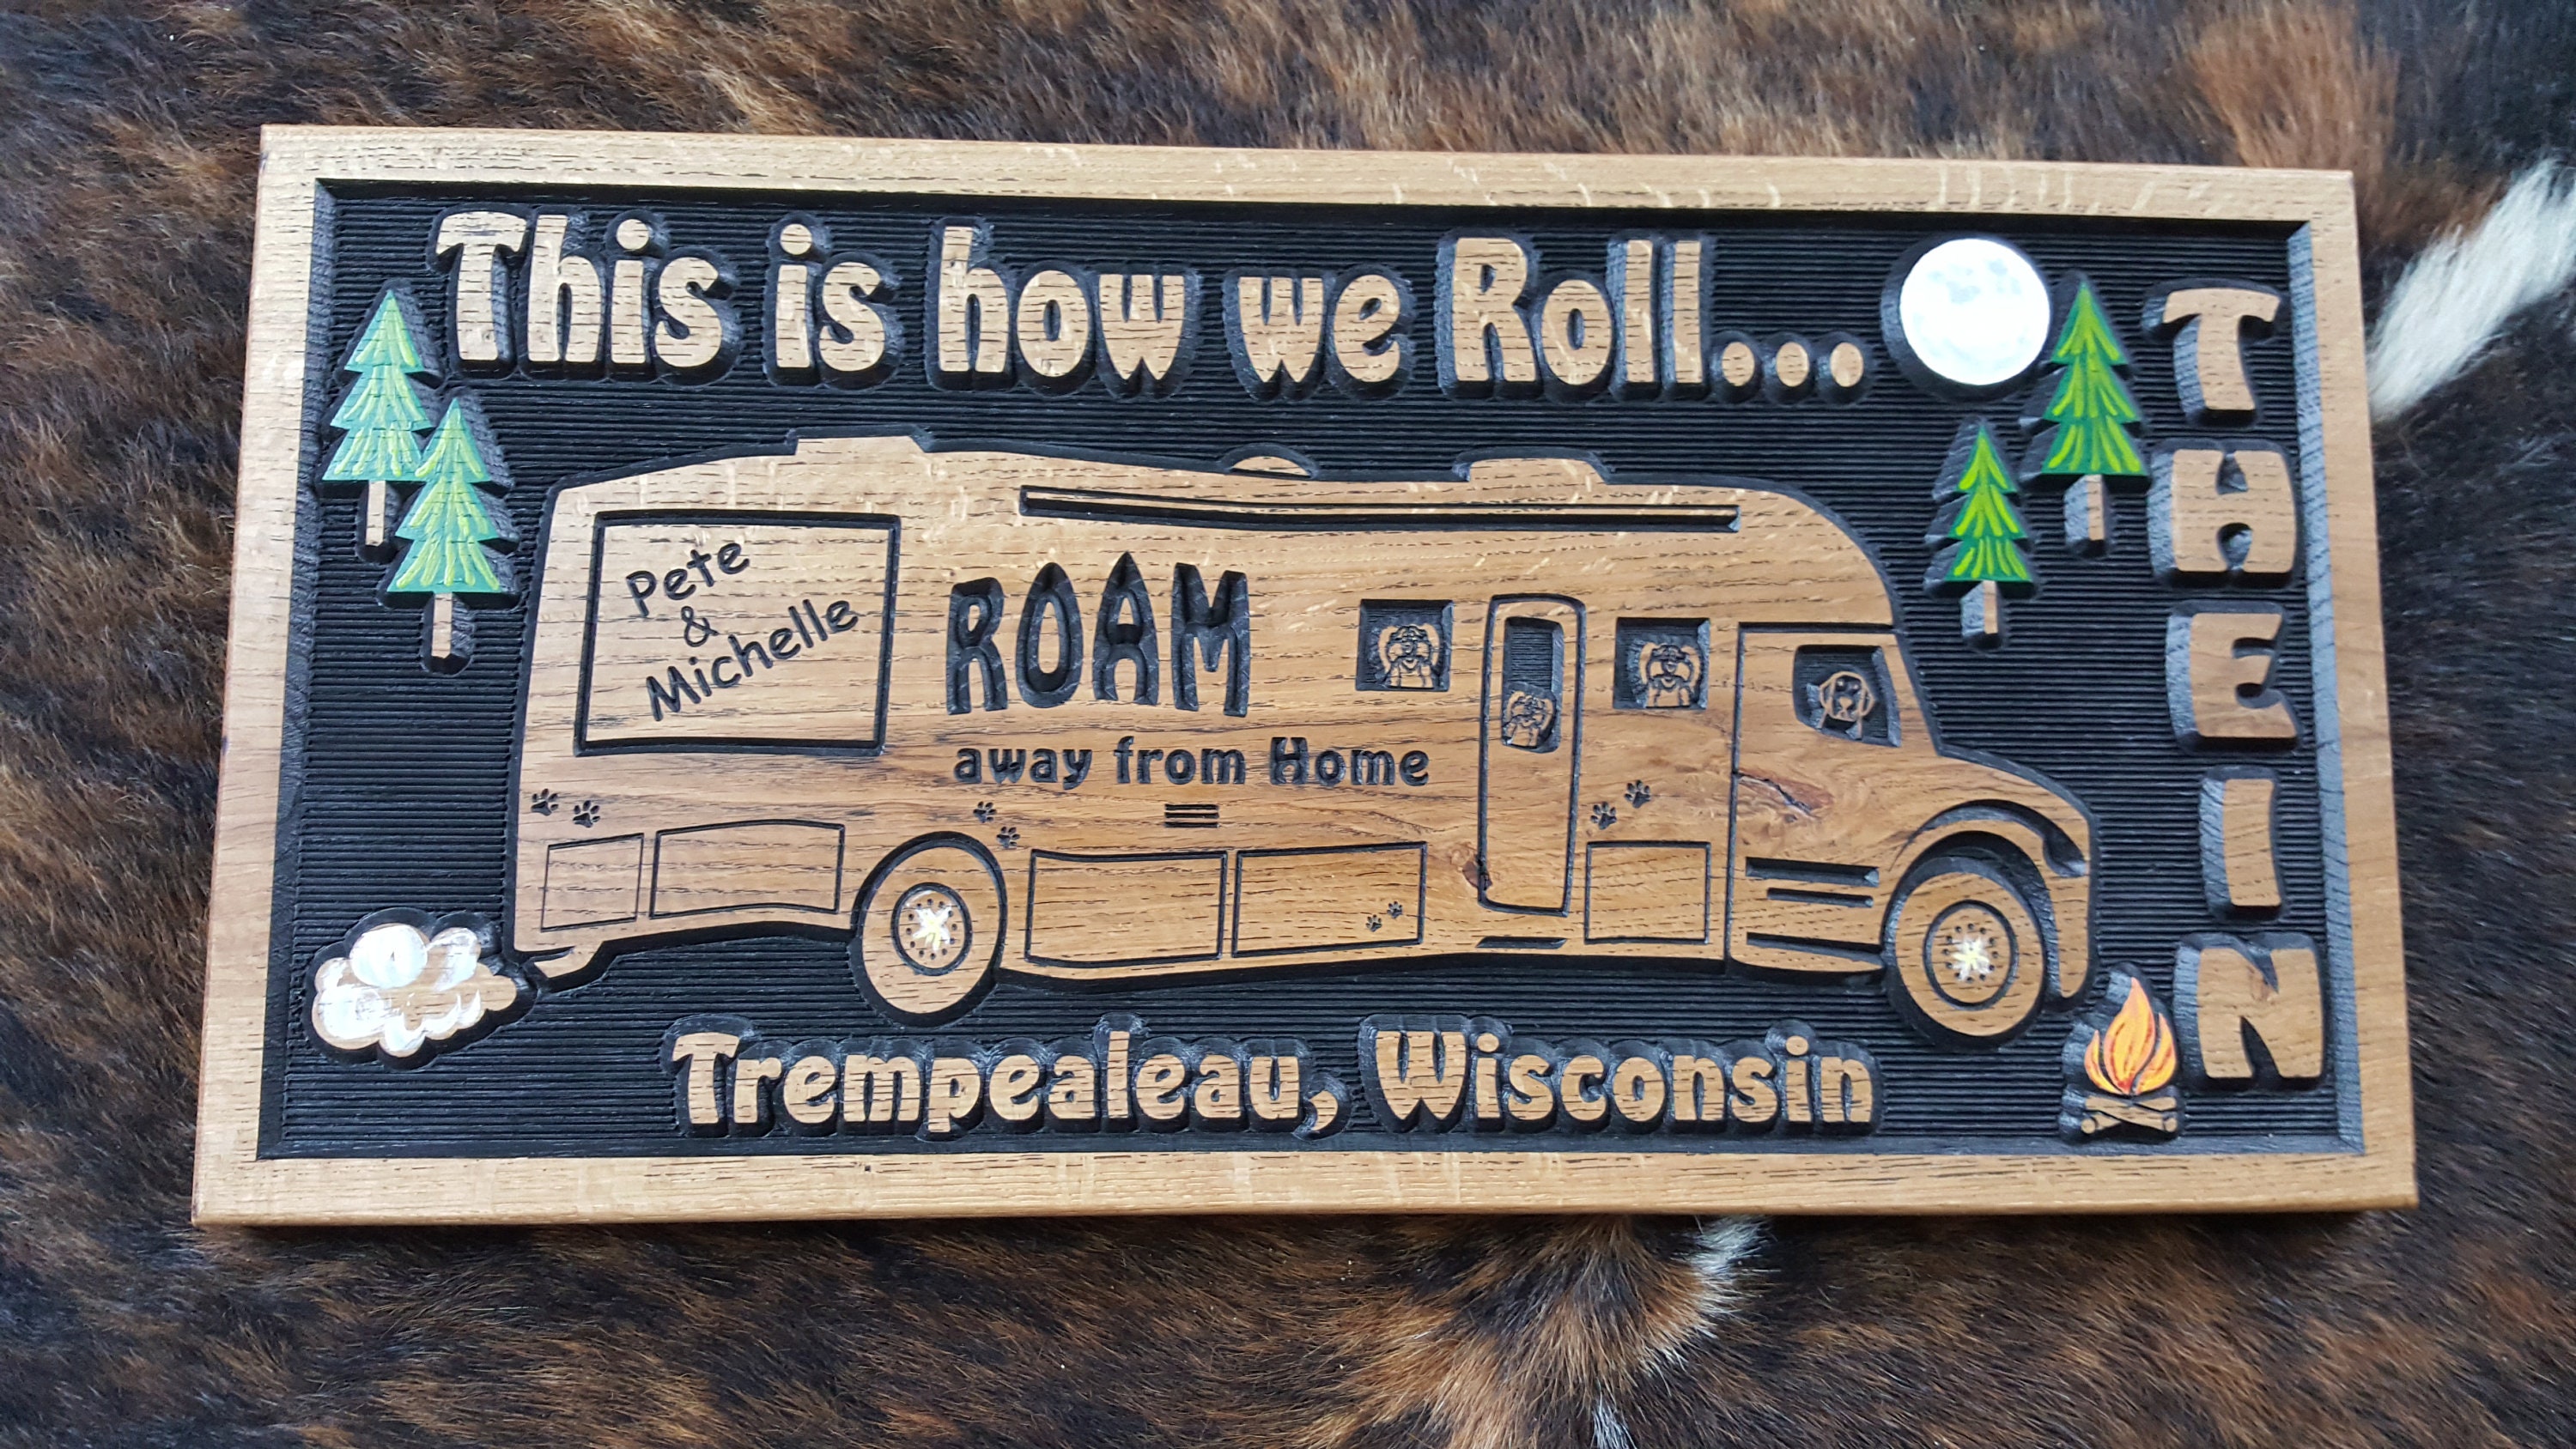 This is how we Roll...
THEIN
Pete
&
Michelle
ROAM
away from Home
Trempealeau, Wisconsin